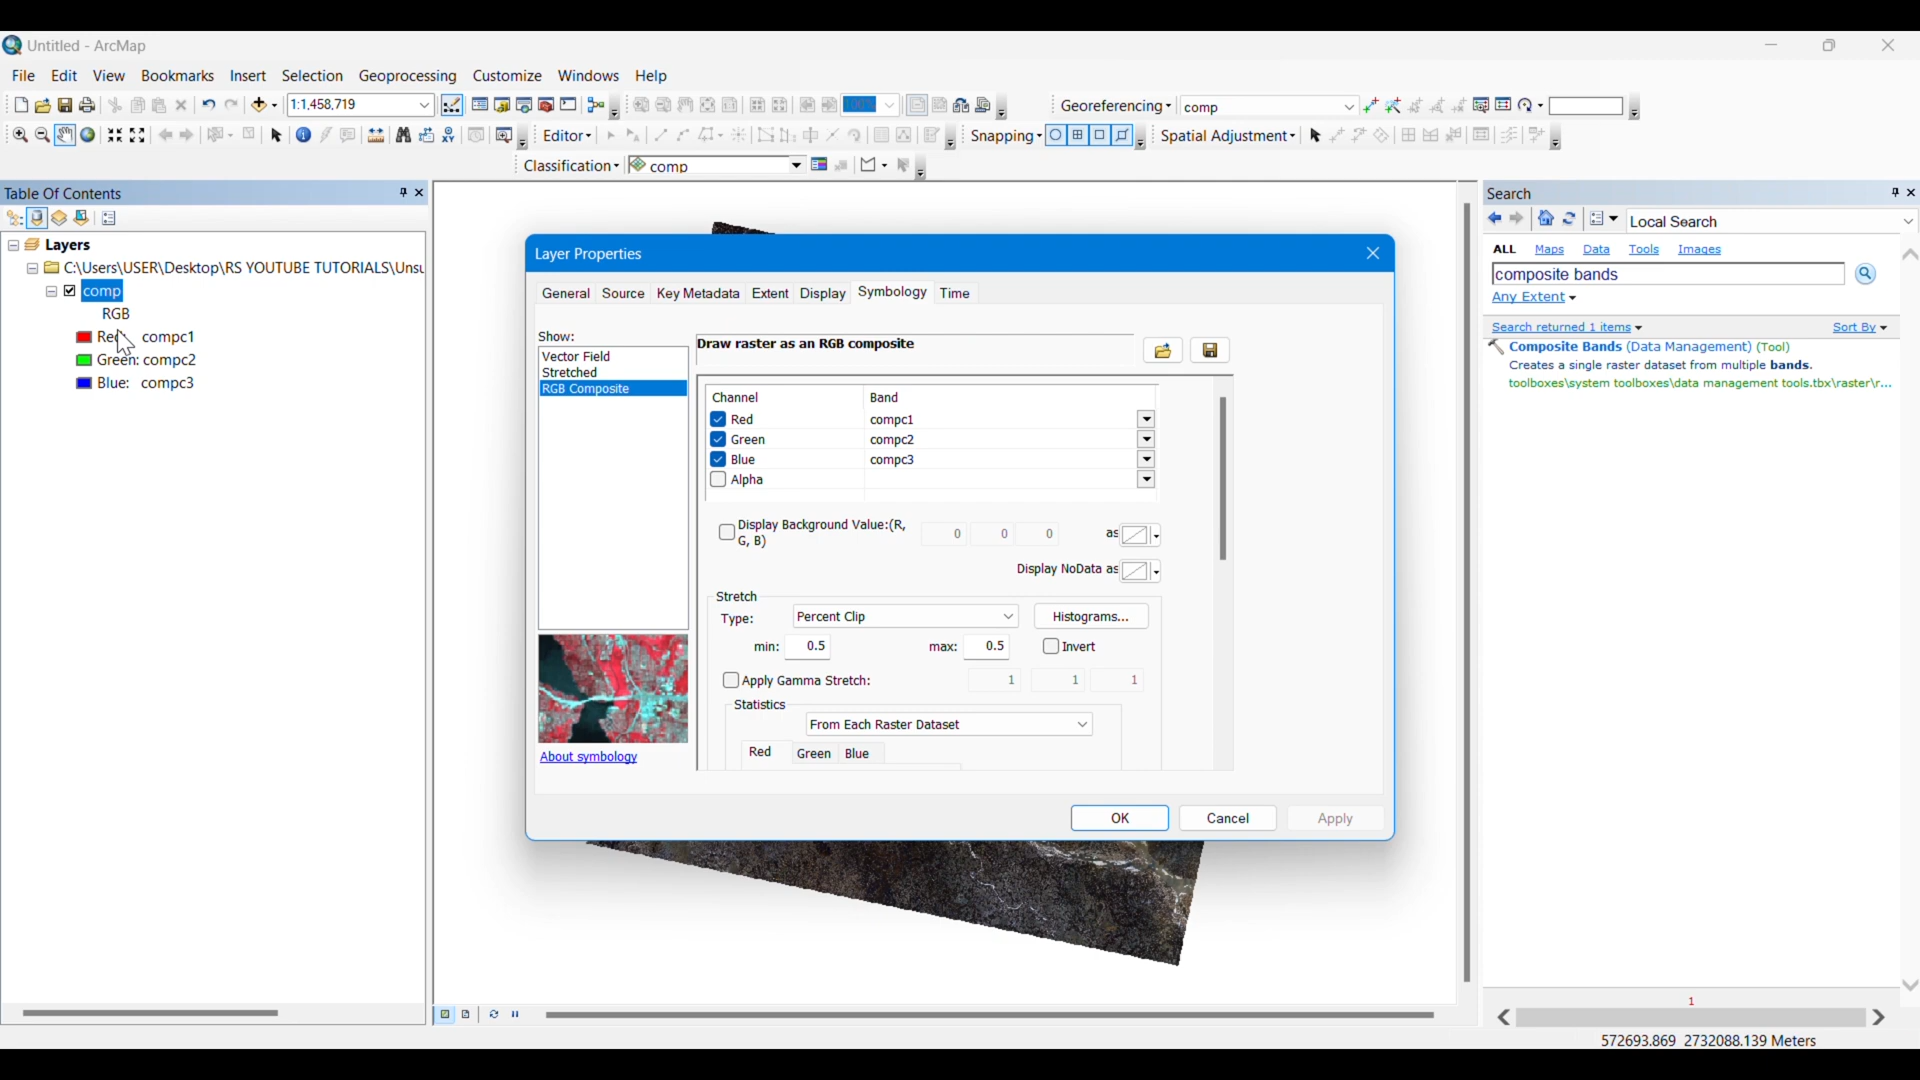 Untitled - ArcMap
File Edit View Bookmarks Insert Selection Geoprocessing Customize Windows Help
1:1,458,719 100% Georeferencing comp
Editor Snapping Spatial Adjustment
Classification comp
Table Of Contents
Layers
C:\Users\USER\Desktop\RS YOUTUBE TUTORIALS\Unsu
comp
RGB
compc1
Green: compc2
Blue: compc3
Layer Properties
General Source Key Metadata Extent Display Symbology Time
Show:
Vector Field
Stretched
RGB Composite
About symbology
Draw raster as an RGB composite
Channel Band
Red compc1
Green compc2
Blue compc3
Alpha
Display Background Value:(R, G, B) 0 0 0 as
Display NoData as
Stretch
Type: Percent Clip Histograms...
min: 0.5 max: 0.5 Invert
Apply Gamma Stretch: 1 1 1
Statistics
From Each Raster Dataset
Red Green Blue
OK Cancel Apply
Search
Local Search
ALL Maps Data Tools Images
composite bands
Any Extent
Search returned 1 items Sort By
Composite Bands (Data Management) (Tool)
Creates a single raster dataset from multiple bands.
toolboxes\system toolboxes\data management tools.tbx\raster\r...
1
572693.869 2732088.139 Meters